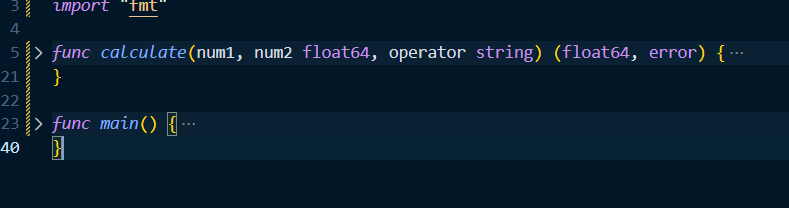 3 import "fmt"
4
5 func calculate(num1, num2 float64, operator string) (float64, error) {···
21 }
22
23 func main() {···
40 }